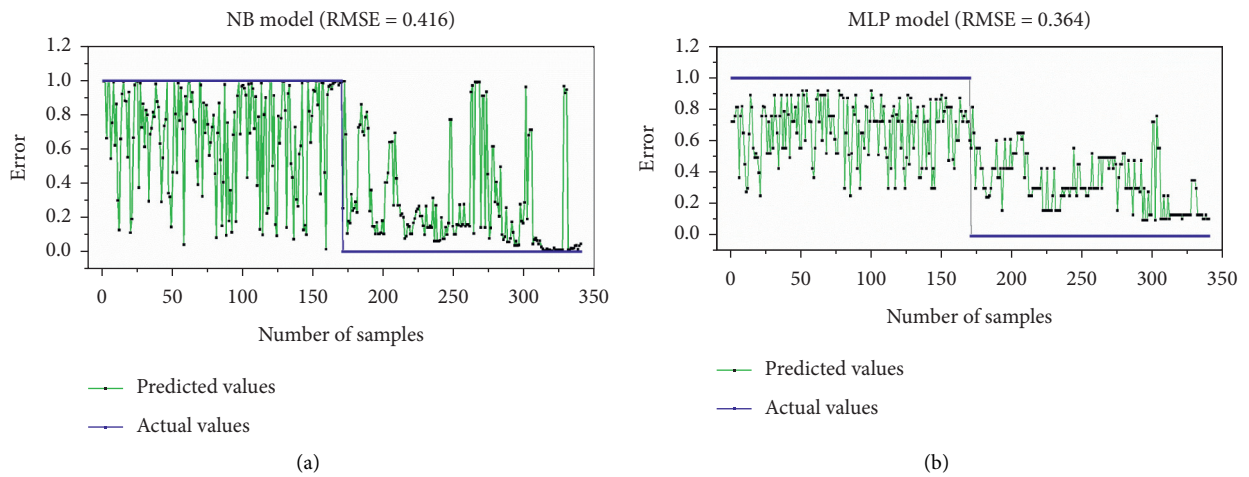 NB model (RMSE = 0.416)
1.2
1.0
0.8
0.6
0.4
0.2
0.0
Error
0 50 100 150 200 250 300 350
Number of samples
Predicted values
Actual values
(a)
MLP model (RMSE = 0.364)
1.2
1.0
0.8
0.6
0.4
0.2
0.0
Error
0 50 100 150 200 250 300 350
Number of samples
Predicted values
Actual values
(b)